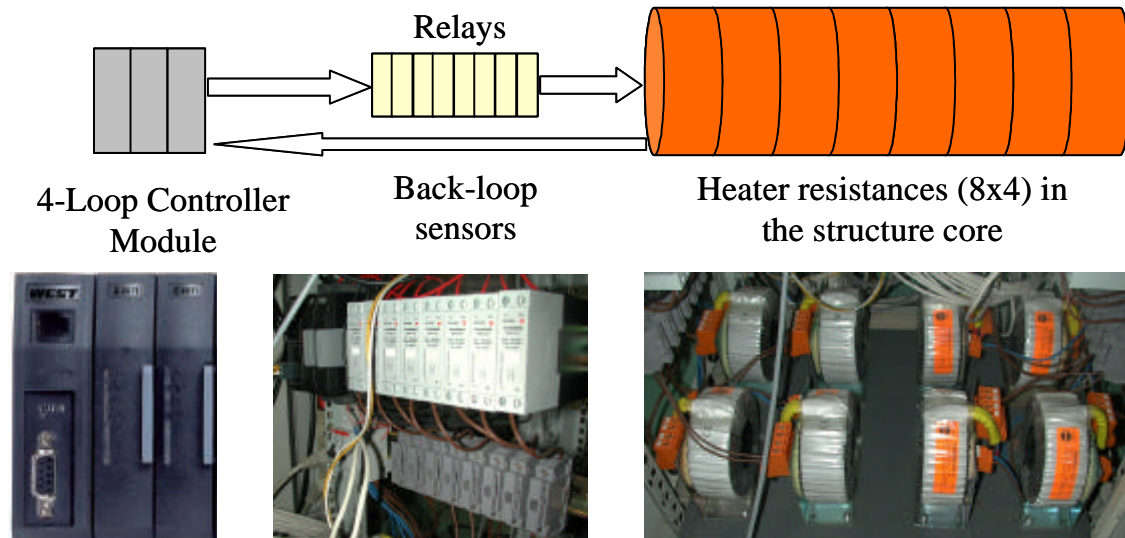 Relays
4-Loop Controller
Module
Back-loop
sensors
Heater resistances (8x4) in
the structure core
WEST